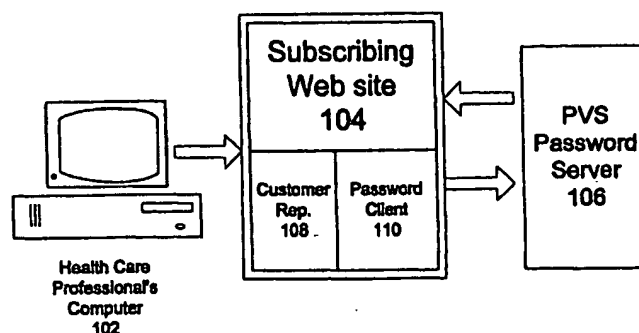 Subscribing
Web site
104
Customer
Rep.
108
Password
Client
110
PVS
Password
Server
106
Health Care
Professional's
Computer
102